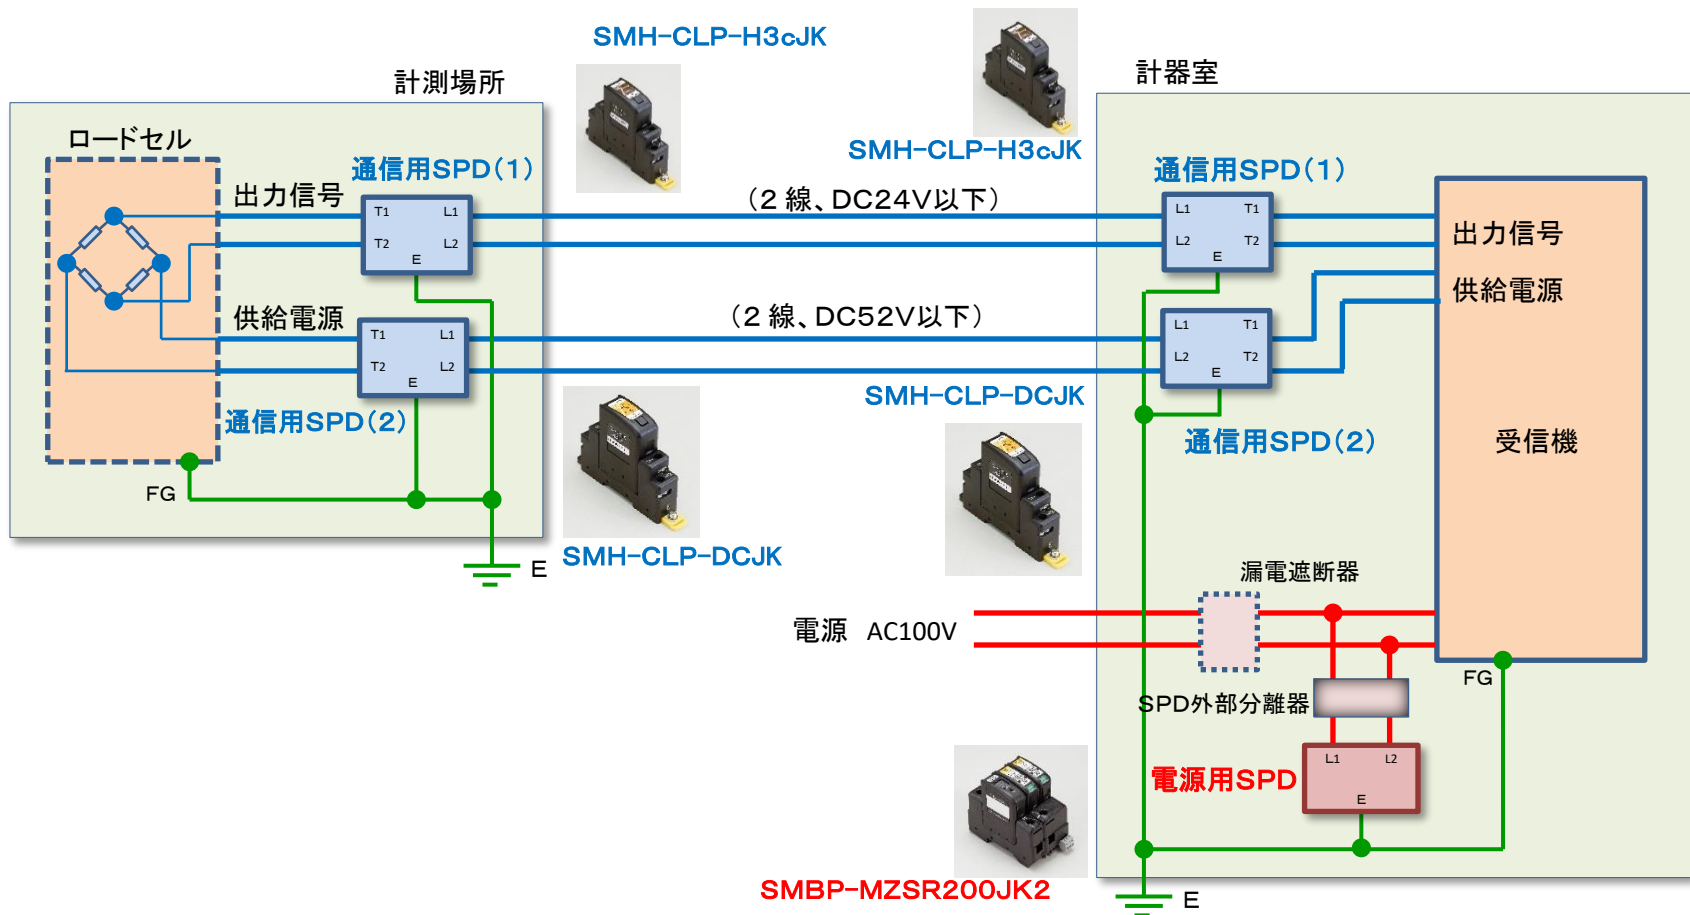 SMH-CLP-H3cJK
計測場所
計器室
ロードセル
SMH-CLP-H3cJK
通信用SPD(1)
通信用SPD(1)
出力信号
T1
L1
(2線、DC24V以下)
L1
T1
T2
L2
L2
T2
出力信号
E
E
供給電源
供給電源
(2線、DC52V以下)
T1
L1
L1
T1
T2
L2
L2
T2
E
E
SMH-CLP-DCJK
通信用SPD(2)
通信用SPD(2)
受信機
FG
SMH-CLP-DCJK
E
漏電遮断器
電源 AC100V
FG
SPD外部分離器
L1
L2
電源用SPD
E
SMBP-MZSR200JK2
E